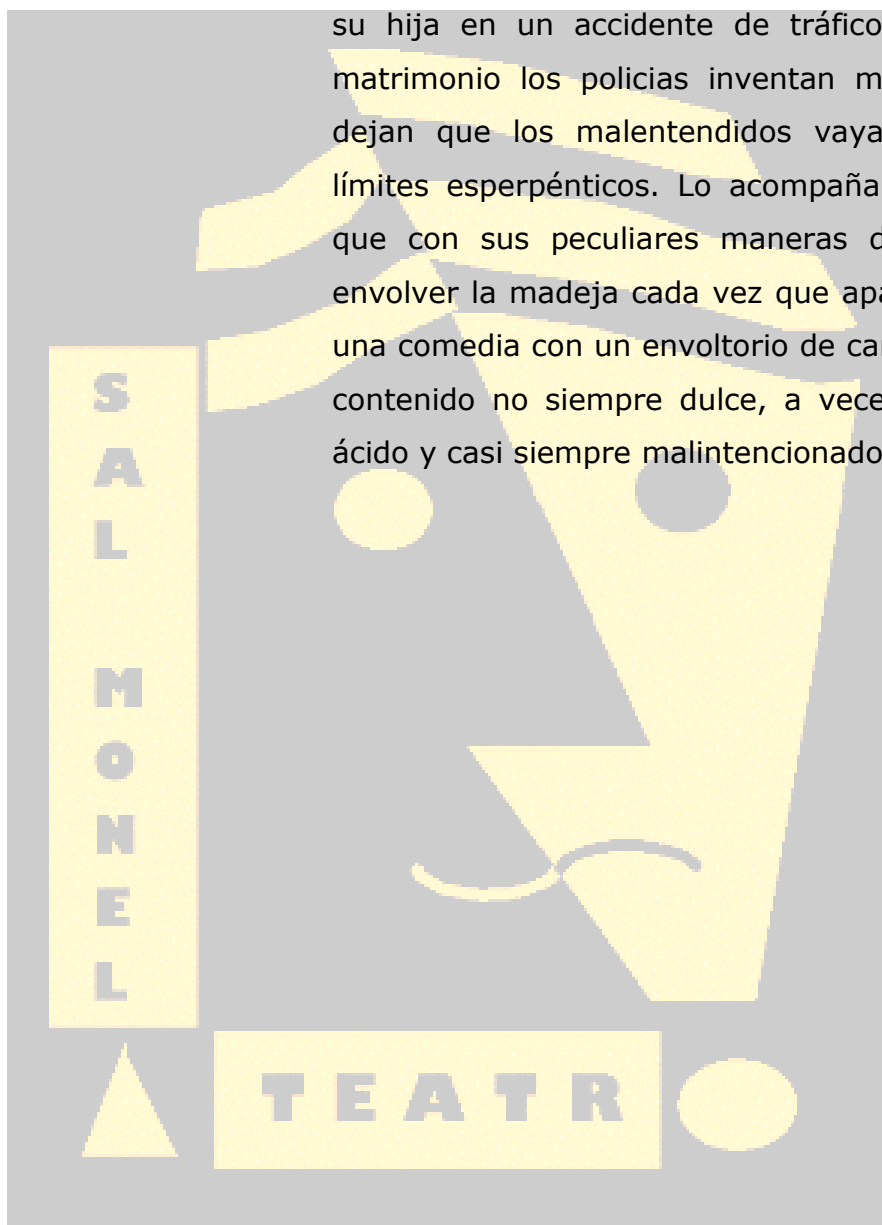 su hija en un accidente de tráfico
matrimonio los policias inventan m
dejan que los malentendidos vaya
límites esperpénticos. Lo acompaña
que con sus peculiares maneras d
envolver la madeja cada vez que apa
una comedia con un envoltorio de car
contenido no siempre dulce, a vece
ácido y casi siempre malintencionado
SAL MONEL
TEATR